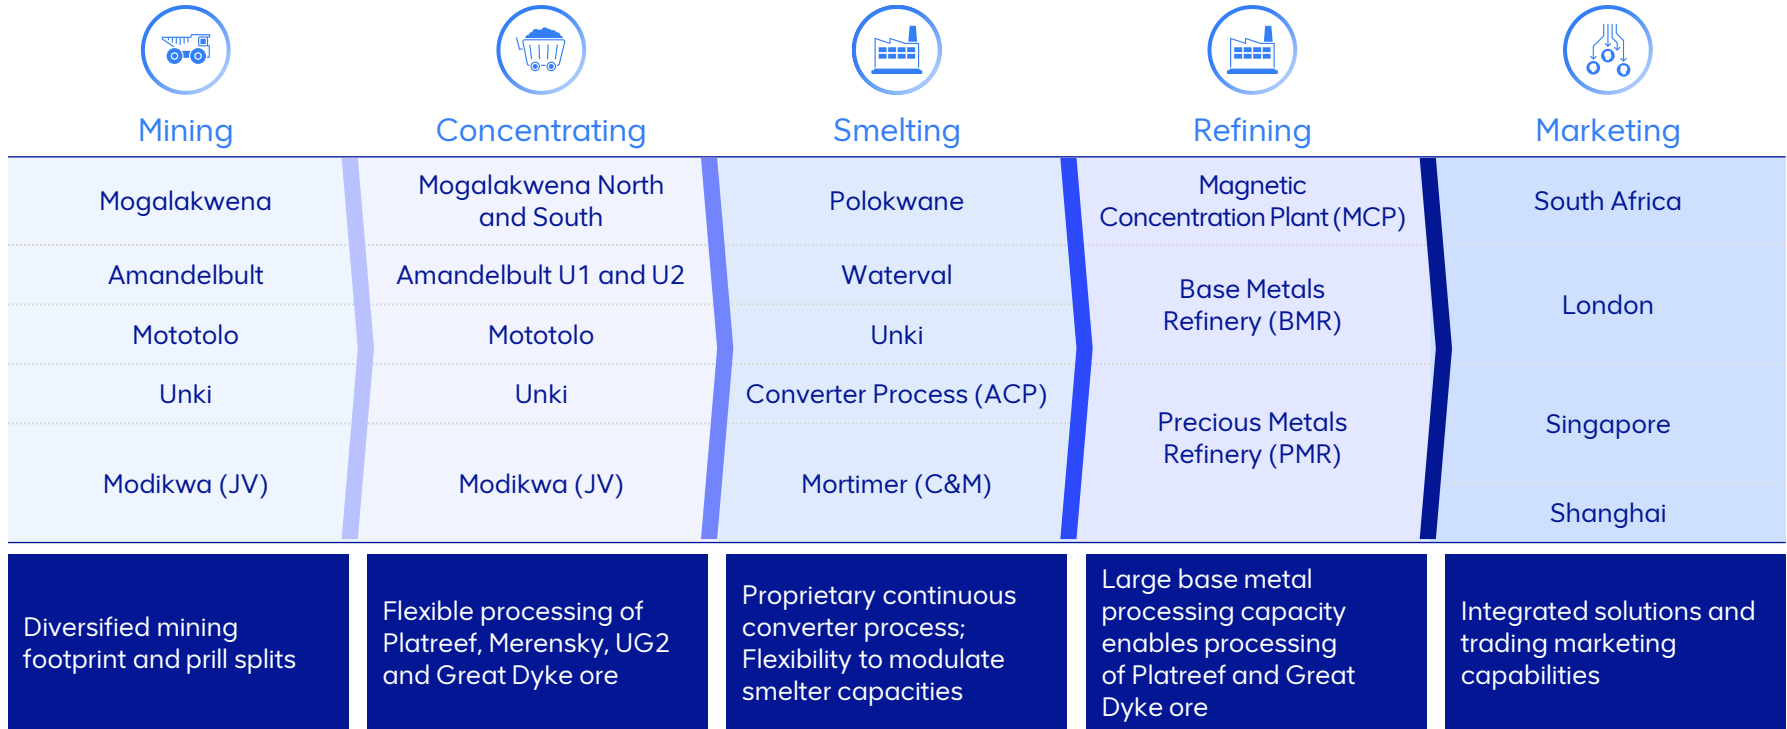 Mining
Concentrating
Smelting
Refining
Marketing
Mogalakwena
Amandelbult
Mototolo
Unki
Modikwa (JV)
Mogalakwena North
and South
Amandelbult U1 and U2
Mototolo
Unki
Modikwa (JV)
Polokwane
Waterval
Unki
Converter Process (ACP)
Mortimer (C&M)
Magnetic
Concentration Plant (MCP)
Base Metals
Refinery (BMR)
Precious Metals
Refinery (PMR)
South Africa
London
Singapore
Shanghai
Diversified mining
footprint and prill splits
Flexible processing of
Platreef, Merensky, UG2
and Great Dyke ore
Proprietary continuous
converter process;
Flexibility to modulate
smelter capacities
Large base metal
processing capacity
enables processing
of Platreef and Great
Dyke ore
Integrated solutions and
trading marketing
capabilities